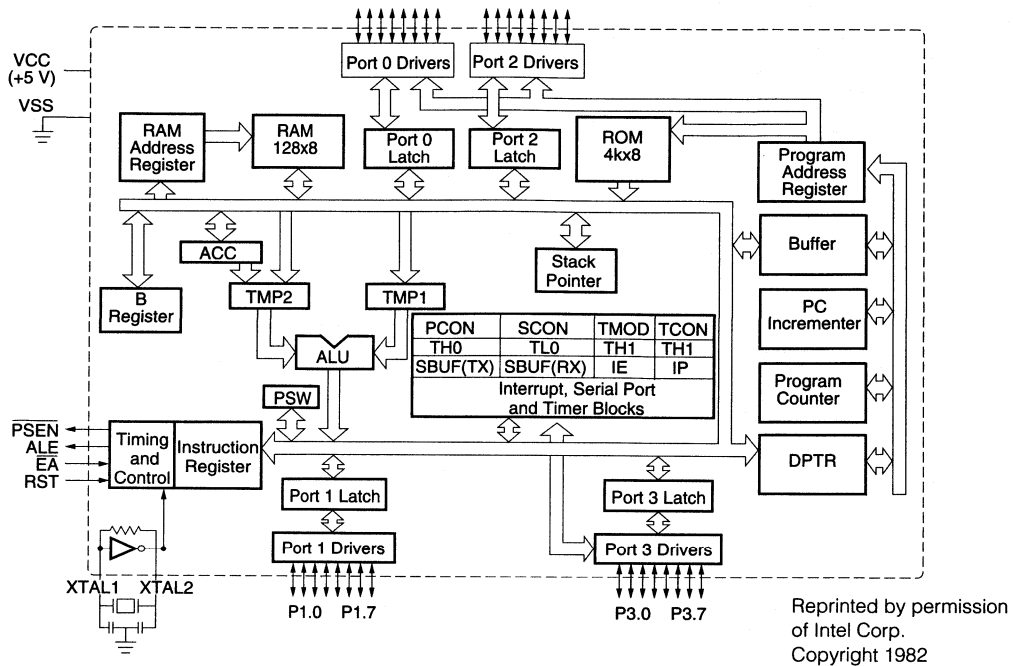 Port 0 Drivers
Port 2 Drivers
VCC
(+5 V)
VSS
RAM
Address
Register
RAM
128x8
Port 0
Latch
Port 2
Latch
ROM
4kx8
Program
Address
Register
ACC
Stack
Pointer
Buffer
B
Register
TMP2
TMP1
PC
Incrementer
ALU
PCON SCON TMOD TCON
TH0 TL0 TH1 TH1
SBUF(TX) SBUF(RX) IE IP
Interrupt, Serial Port
and Timer Blocks
Program
Counter
PSW
PSEN
ALE
EA
RST
Timing
and
Control
Instruction
Register
DPTR
Port 1 Latch
Port 3 Latch
Port 1 Drivers
Port 3 Drivers
XTAL1 XTAL2
P1.0 P1.7
P3.0 P3.7
Reprinted by permission
of Intel Corp.
Copyright 1982